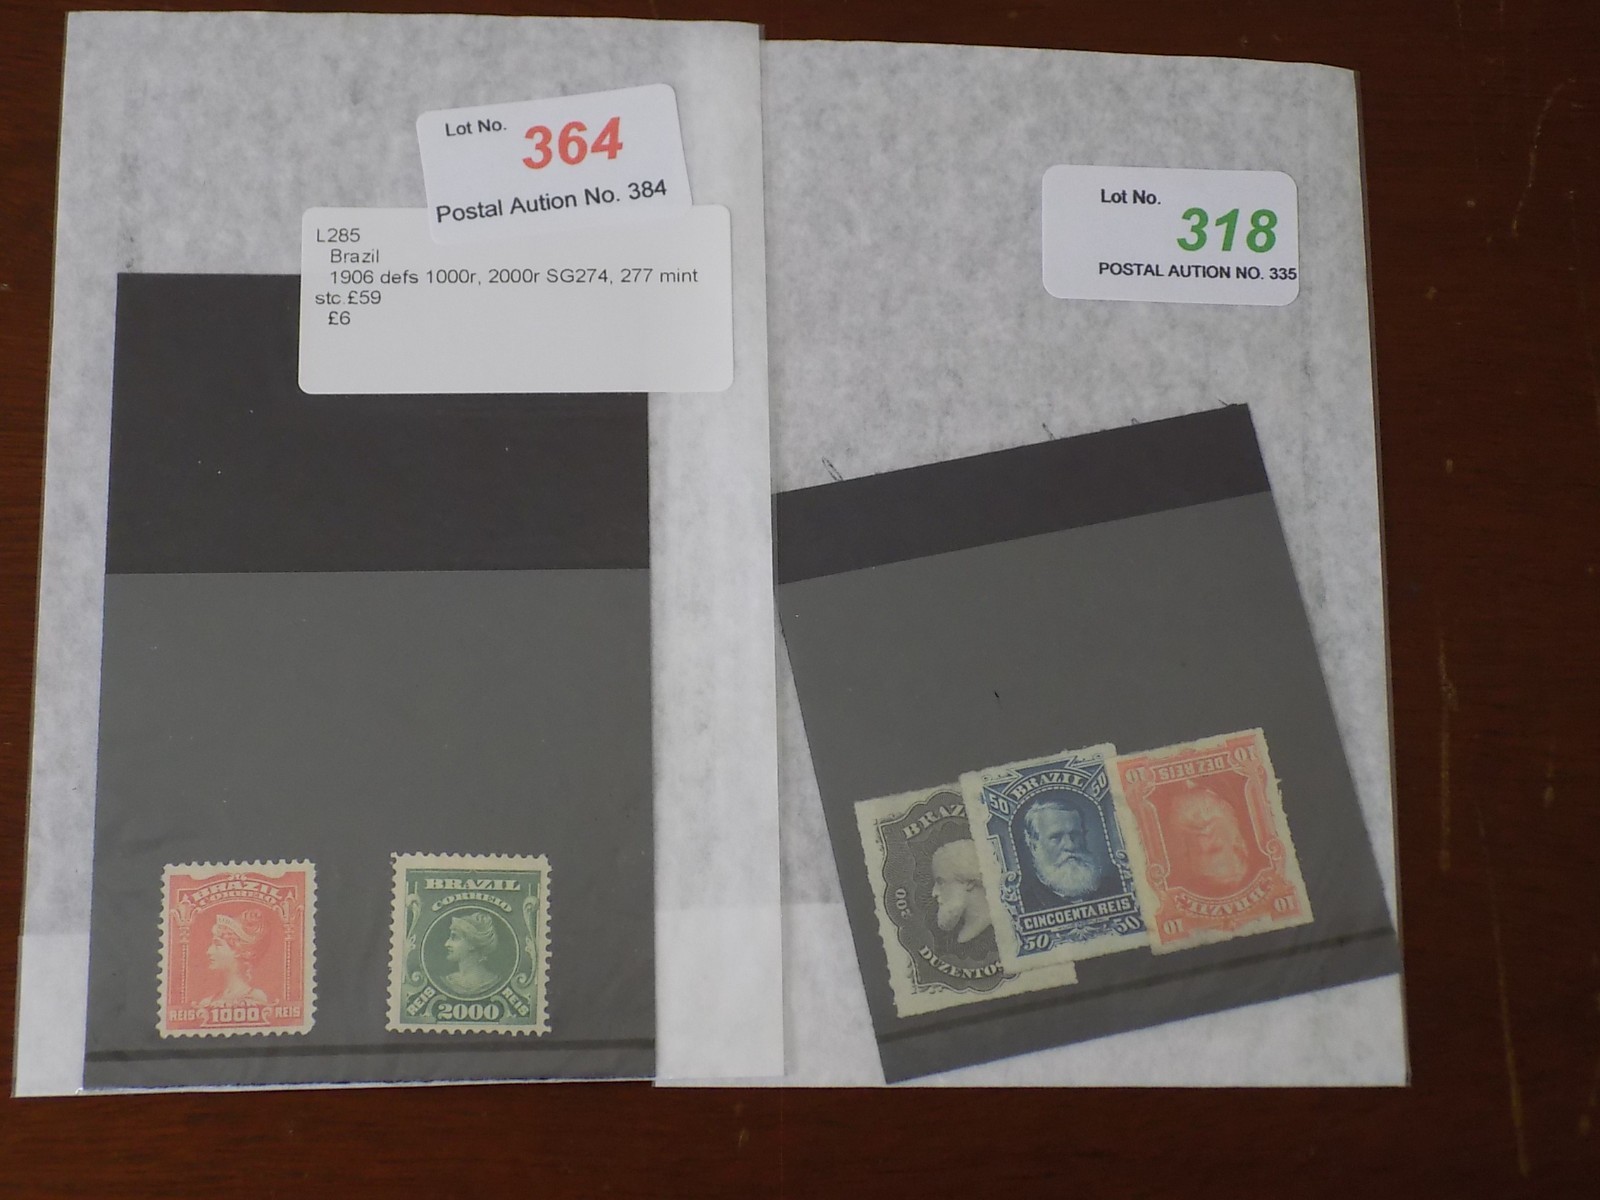 Lot No. 364
Postal Aution No. 384
L285
Brazil
1906 defs 1000r, 2000r SG274, 277 mint
stc.£59
£6
Lot No.
318
POSTAL AUTION NO. 335
BRAZIL
CORREIO
REIS 1000 REIS
BRAZIL
CORREIO
REIS 2000 REIS
BRAZ
200
DUZENTOS
50 BRAZIL 50
CINCOENTA REIS
50 50
10 DEZ REIS 10
10 BRAZIL 10